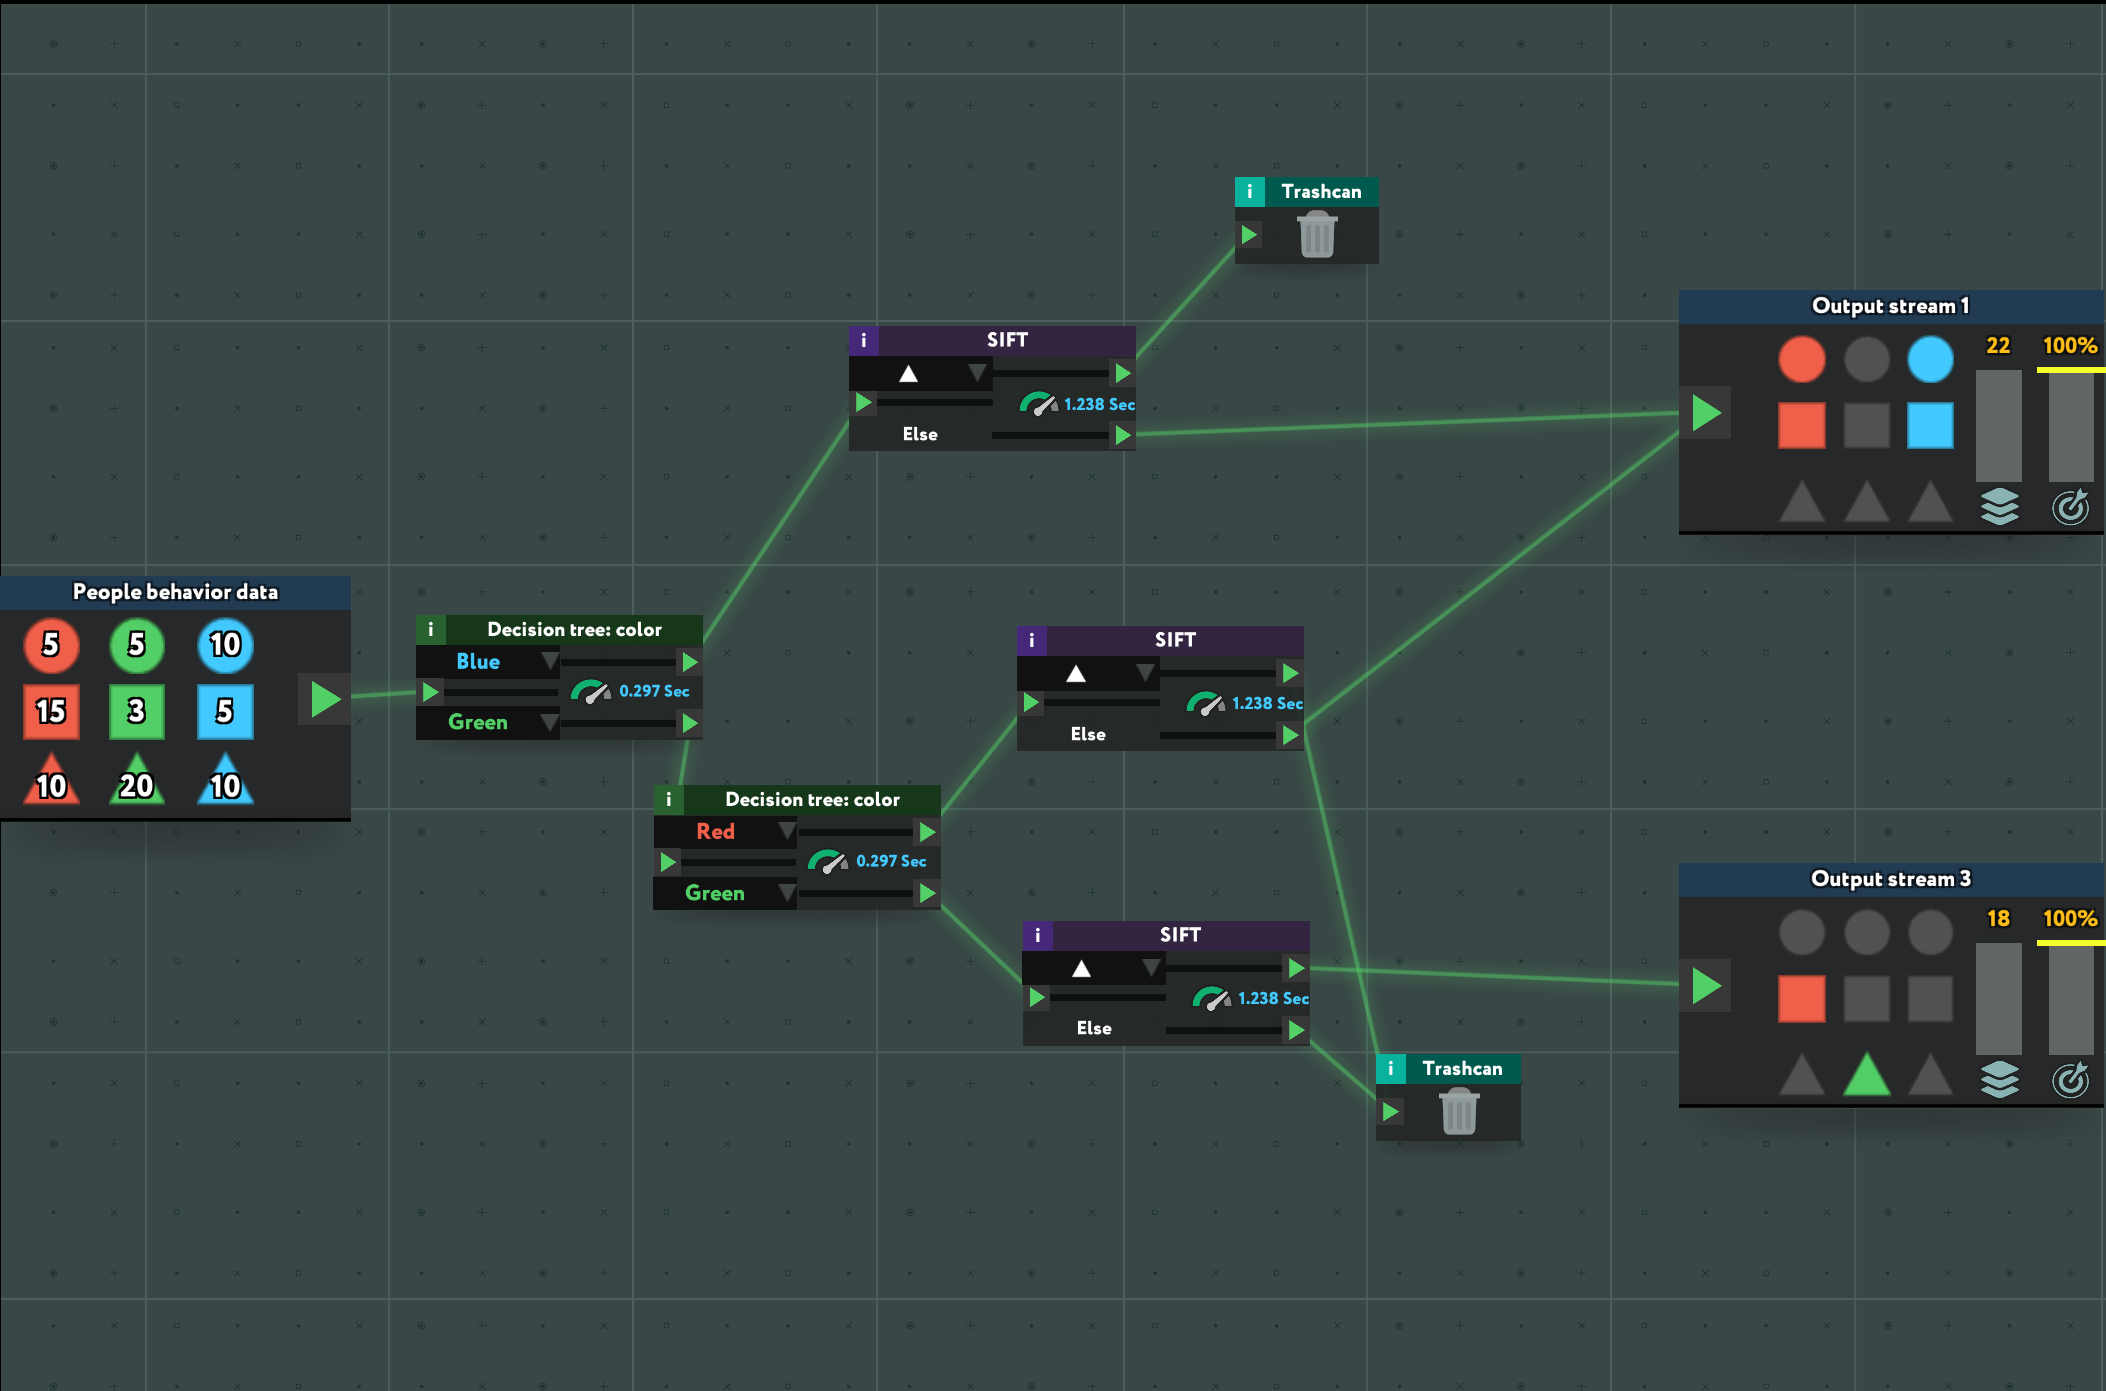 i Trashcan
Output stream 1
22 100%
i SIFT
1.238 Sec
Else
People behavior data
5 5 10
15 3 5
10 20 10
i Decision tree: color
Blue
0.297 Sec
Green
i SIFT
1.238 Sec
Else
i Decision tree: color
Red
0.297 Sec
Green
Output stream 3
18 100%
i SIFT
1.238 Sec
Else
i Trashcan